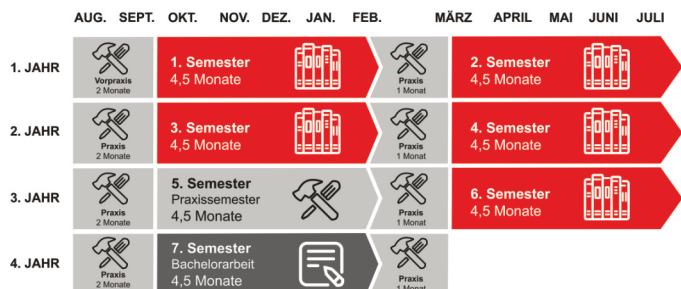 AUG. SEPT. OKT. NOV. DEZ. JAN. FEB. MÄRZ APRIL MAI JUNI JULI
1. JAHR
Vorpraxis
2 Monate
1. Semester
4,5 Monate
Praxis
1 Monat
2. Semester
4,5 Monate
2. JAHR
Praxis
2 Monate
3. Semester
4,5 Monate
Praxis
1 Monat
4. Semester
4,5 Monate
3. JAHR
Praxis
2 Monate
5. Semester
Praxissemester
4,5 Monate
Praxis
1 Monat
6. Semester
4,5 Monate
4. JAHR
Praxis
2 Monate
7. Semester
Bachelorarbeit
4,5 Monate
Praxis
1 Monat